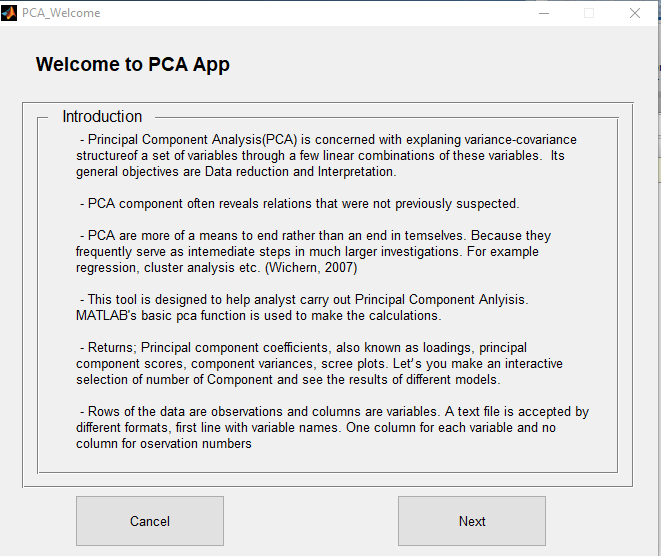 PCA_Welcome
Welcome to PCA App
Introduction
- Principal Component Analysis(PCA) is concerned with explaning variance-covariance
structureof a set of variables through a few linear combinations of these variables.  Its
general objectives are Data reduction and Interpretation.
- PCA component often reveals relations that were not previously suspected.
- PCA are more of a means to end rather than an end in temselves. Because they
frequently serve as intemediate steps in much larger investigations. For example
regression, cluster analysis etc. (Wichern, 2007)
- This tool is designed to help analyst carry out Principal Component Anlyisis.
MATLAB's basic pca function is used to make the calculations.
- Returns; Principal component coefficients, also known as loadings, principal
component scores, component variances, scree plots. Let's you make an interactive
selection of number of Component and see the results of different models.
- Rows of the data are observations and columns are variables. A text file is accepted by
different formats, first line with variable names. One column for each variable and no
column for oservation numbers
Cancel
Next